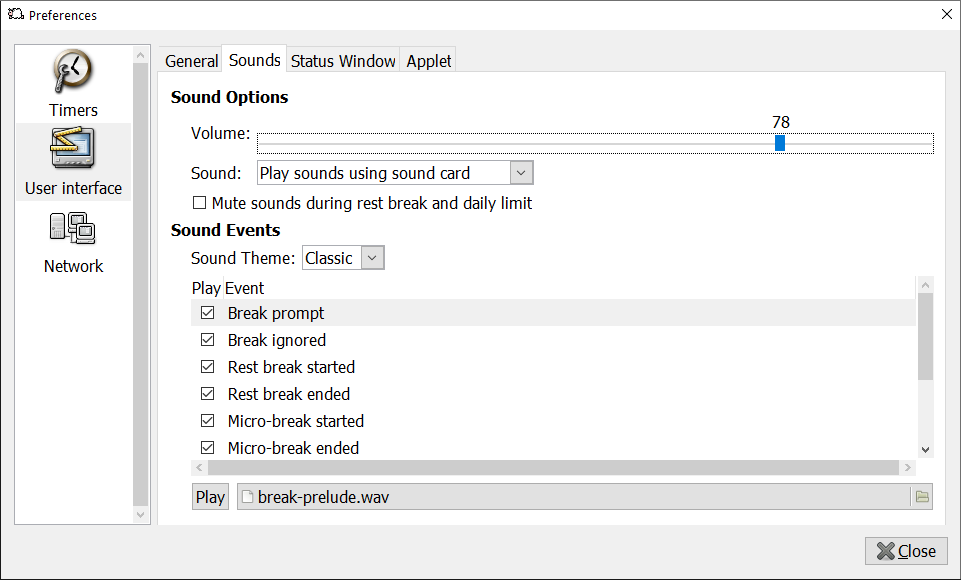 Preferences
Timers
User interface
Network
General Sounds Status Window Applet
Sound Options
78
Volume:
Sound: Play sounds using sound card
Mute sounds during rest break and daily limit
Sound Events
Sound Theme: Classic
Play Event
Break prompt
Break ignored
Rest break started
Rest break ended
Micro-break started
Micro-break ended
Play break-prelude.wav
Close